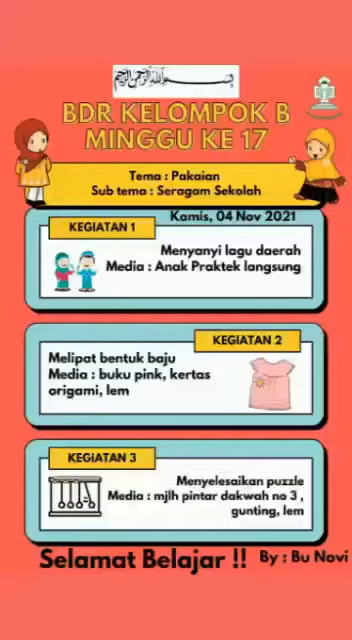 بسم الله الرحمن الرحيم
BDR KELOMPOK B
MINGGU KE 17
Tema : Pakaian
Sub tema : Seragam Sekolah
Kamis, 04 Nov 2021
KEGIATAN 1
Menyanyi lagu daerah
Media : Anak Praktek langsung
KEGIATAN 2
Melipat bentuk baju
Media : buku pink, kertas
origami, lem
KEGIATAN 3
Menyelesaikan puzzle
Media : mjlh pintar dakwah no 3 ,
gunting, lem
Selamat Belajar !!
By : Bu Novi